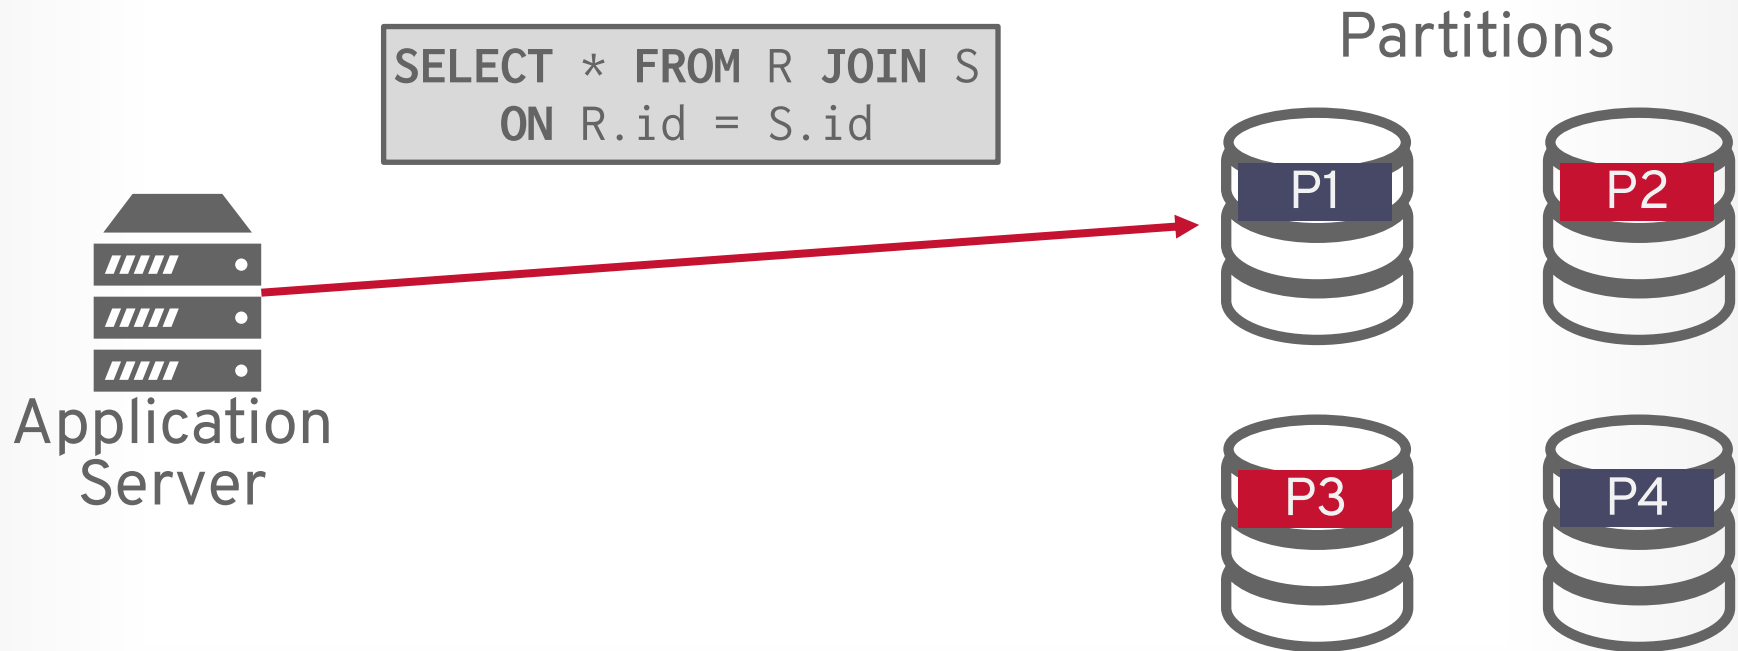 Partitions
SELECT * FROM R JOIN S
ON R.id = S.id
P1
P2
Application
Server
P3
P4